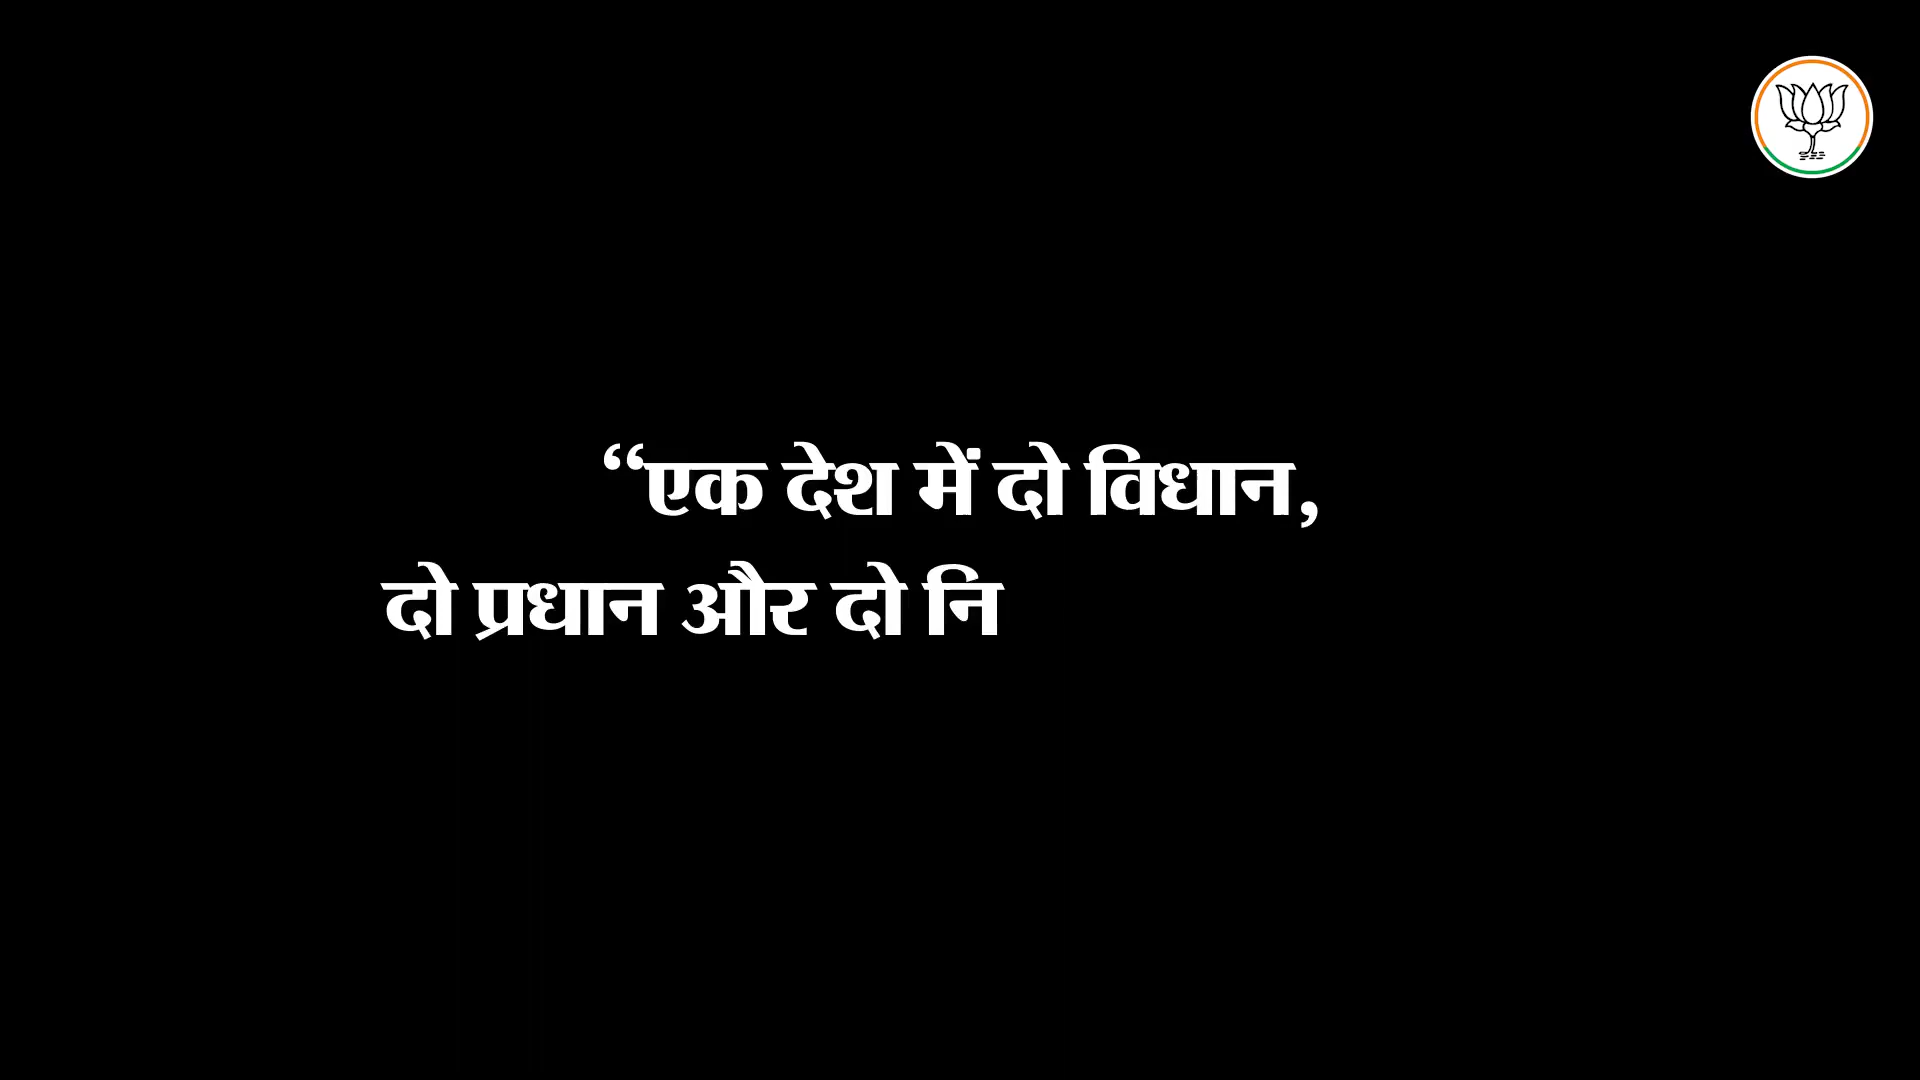 “एक देश में दो विधान,
दो प्रधान और दो नि